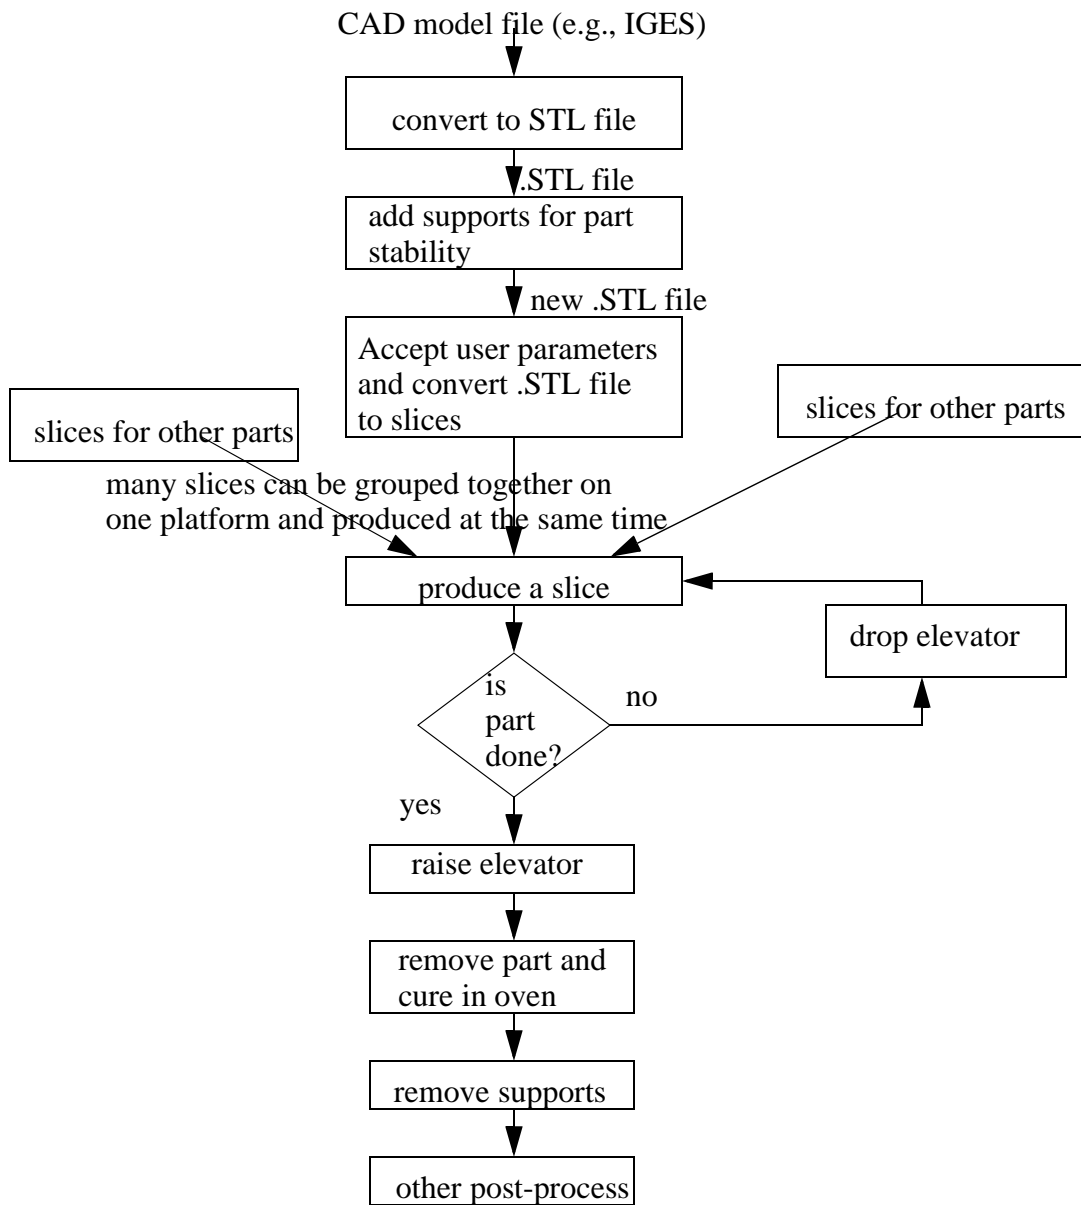 CAD model file (e.g., IGES)
convert to STL file
.STL file
add supports for part
stability
new .STL file
Accept user parameters
and convert .STL file
to slices
slices for other parts
slices for other parts
many slices can be grouped together on
one platform and produced at the same time
produce a slice
drop elevator
is
part
done?
no
yes
raise elevator
remove part and
cure in oven
remove supports
other post-process